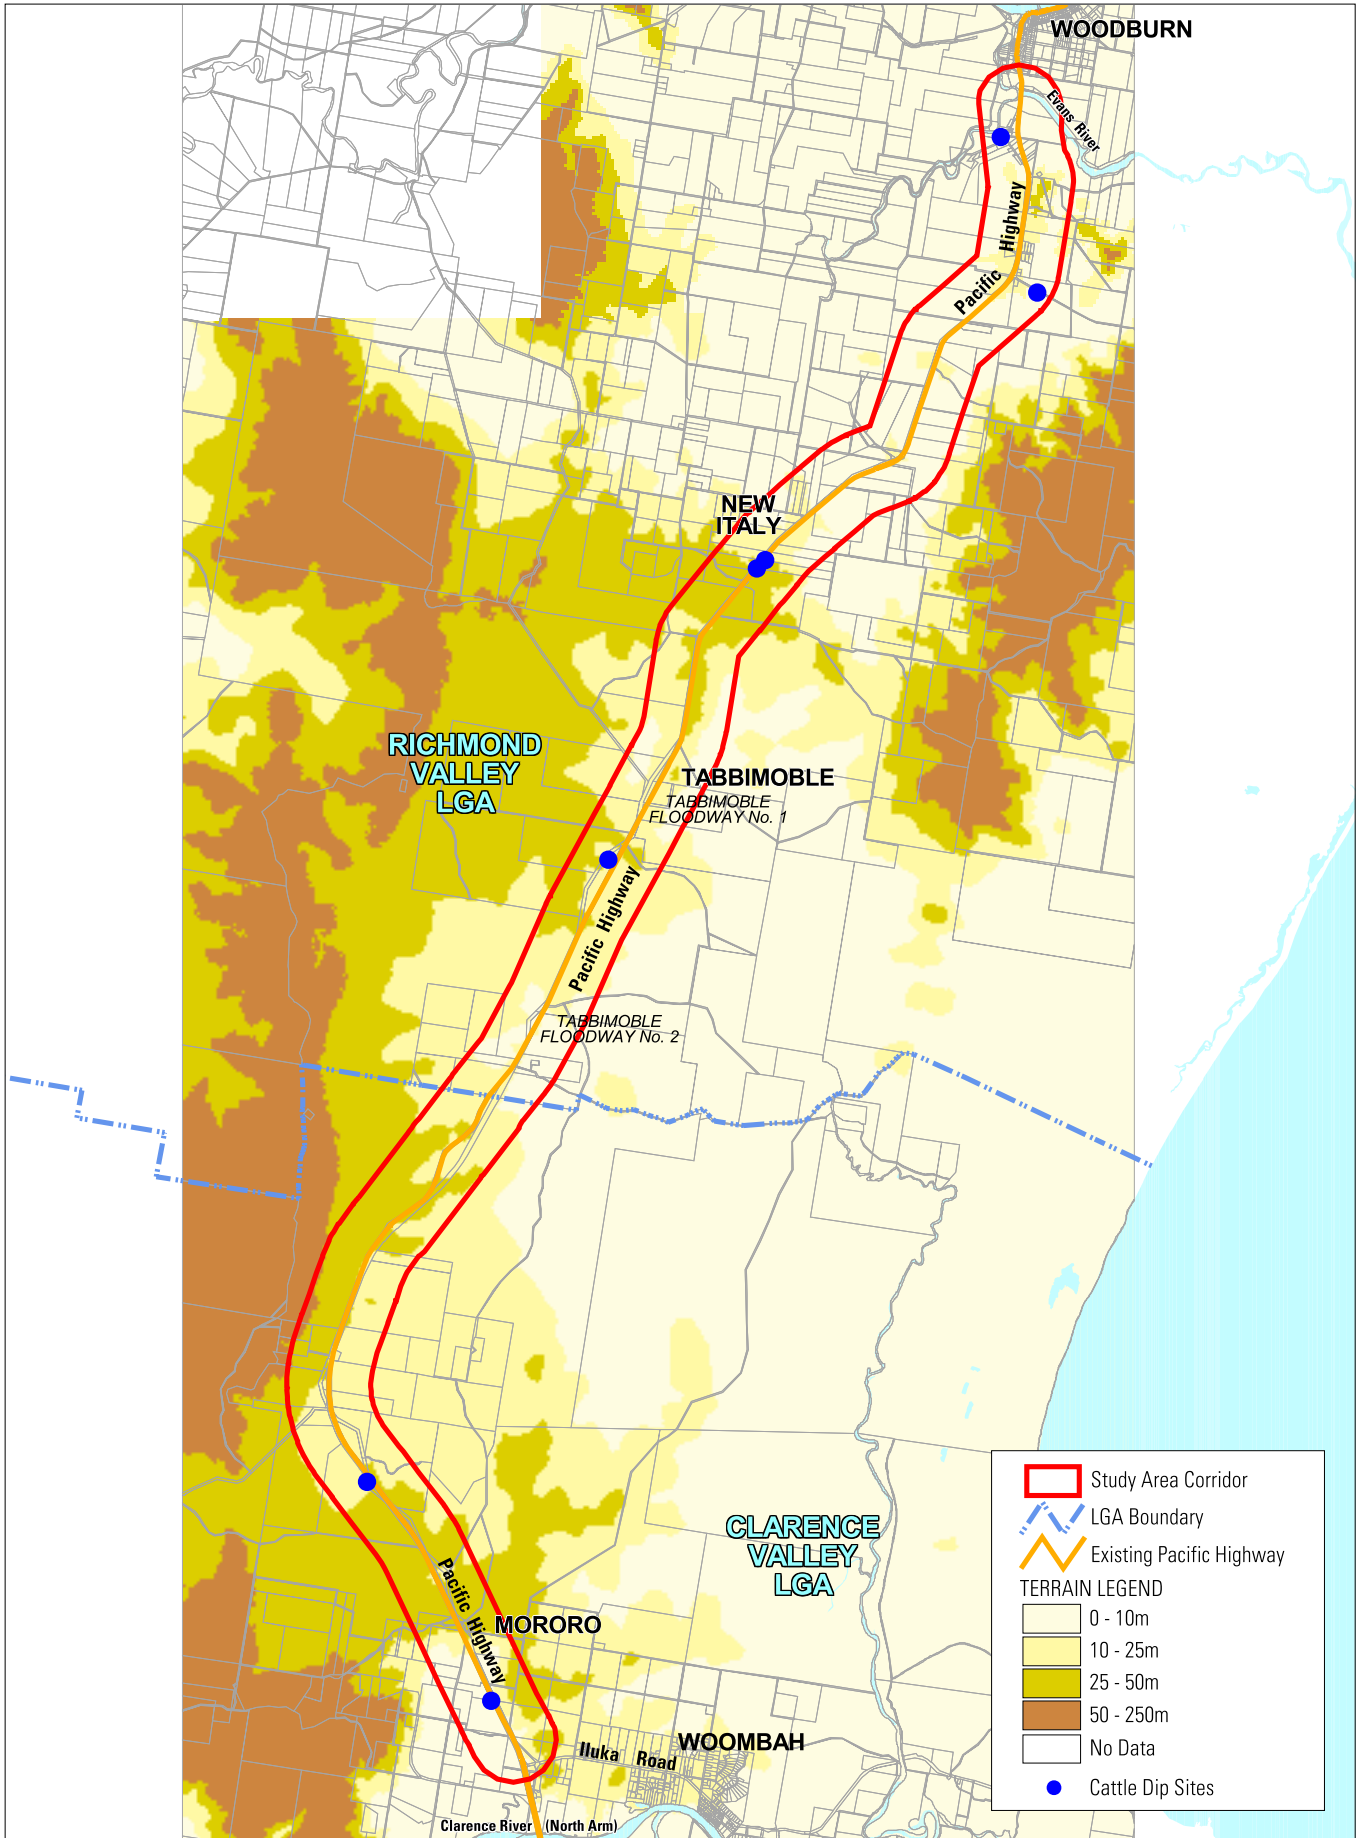 WOODBURN
Evans River
Pacific Highway
NEW
ITALY
RICHMOND
VALLEY
LGA
TABBIMOBLE
TABBIMOBLE
FLOODWAY No. 1
Pacific Highway
TABBIMOBLE
FLOODWAY No. 2
CLARENCE
VALLEY
LGA
Pacific Highway
MORORO
WOOMBAH
Iluka Road
Clarence River (North Arm)
Study Area Corridor
LGA Boundary
Existing Pacific Highway
TERRAIN LEGEND
0 - 10m
10 - 25m
25 - 50m
50 - 250m
No Data
Cattle Dip Sites